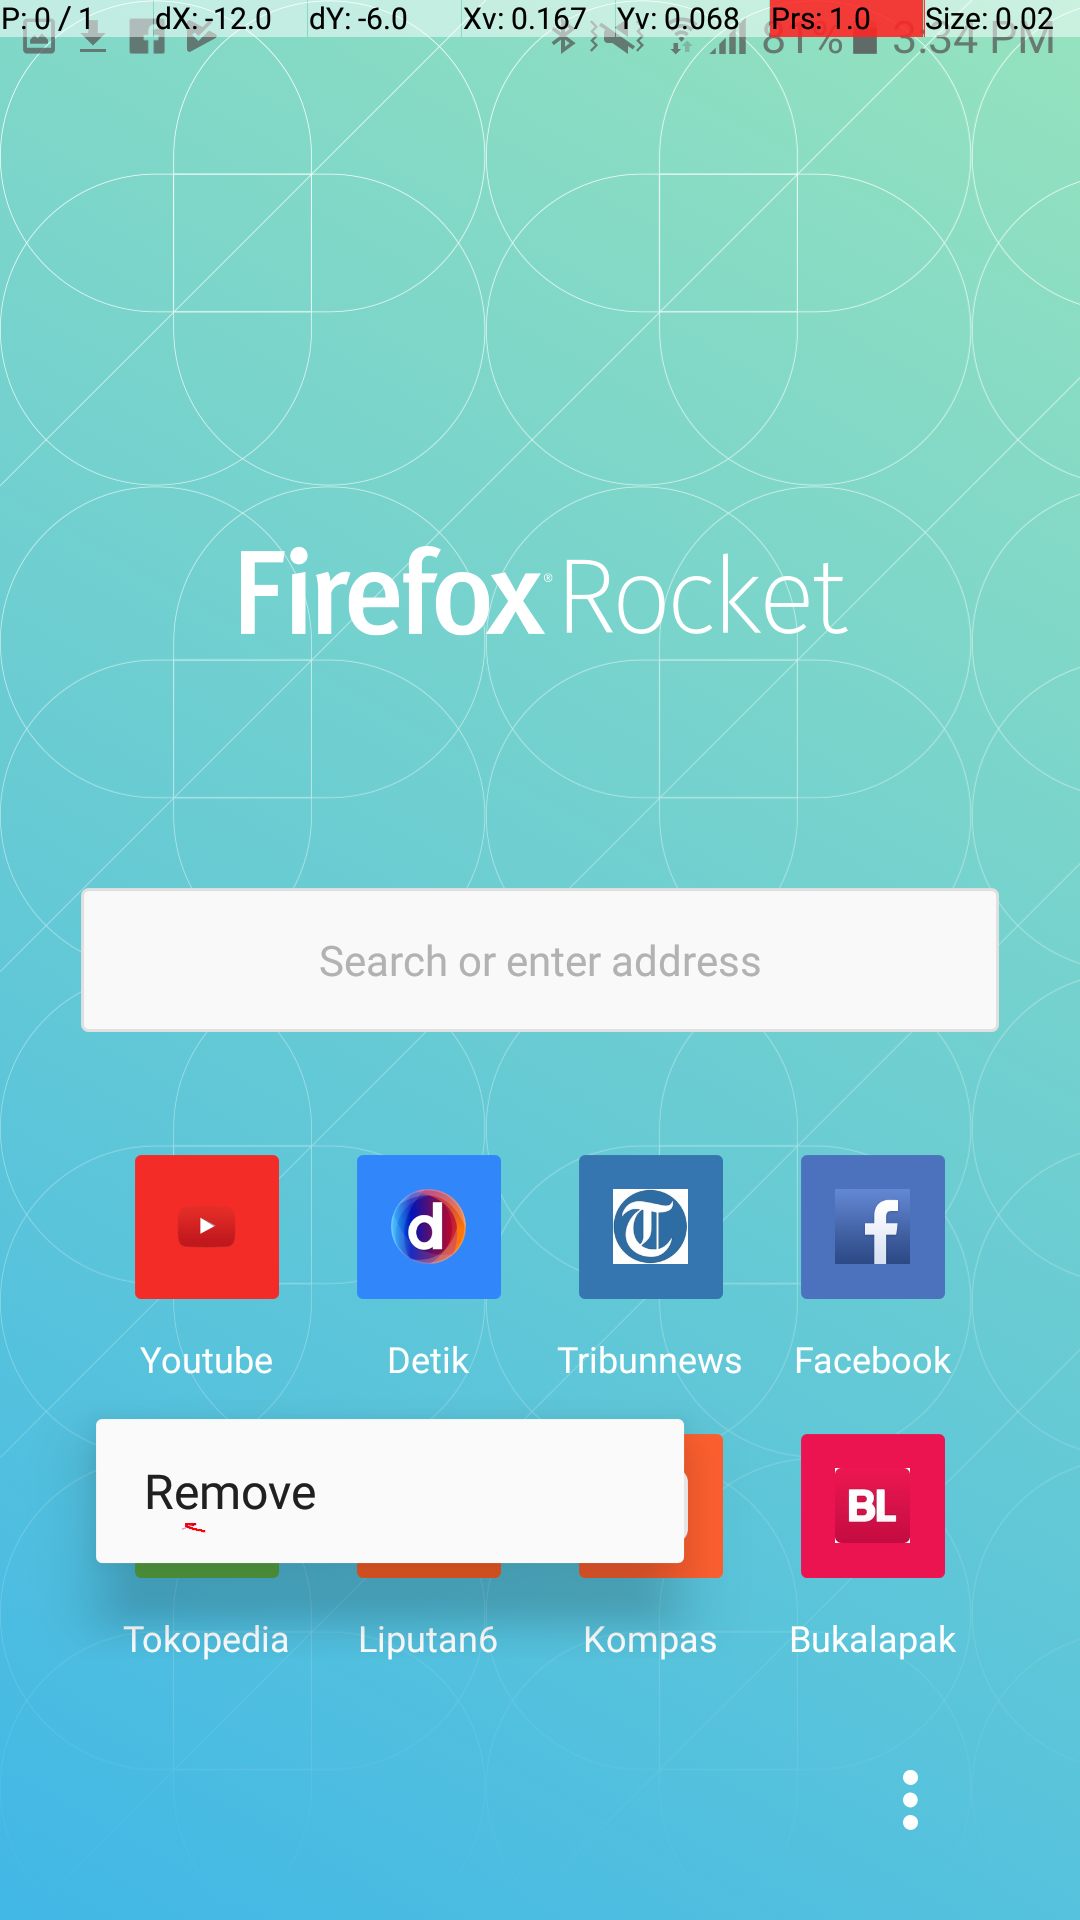 P: 0 / 1 dX: -12.0 dY: -6.0 Xv: 0.167 Yv: 0.068 Prs: 1.0 Size: 0.02
81% 3:34 PM
Firefox® Rocket
Search or enter address
d T f
Youtube Detik Tribunnews Facebook
Remove
BL
Tokopedia Liputan6 Kompas Bukalapak